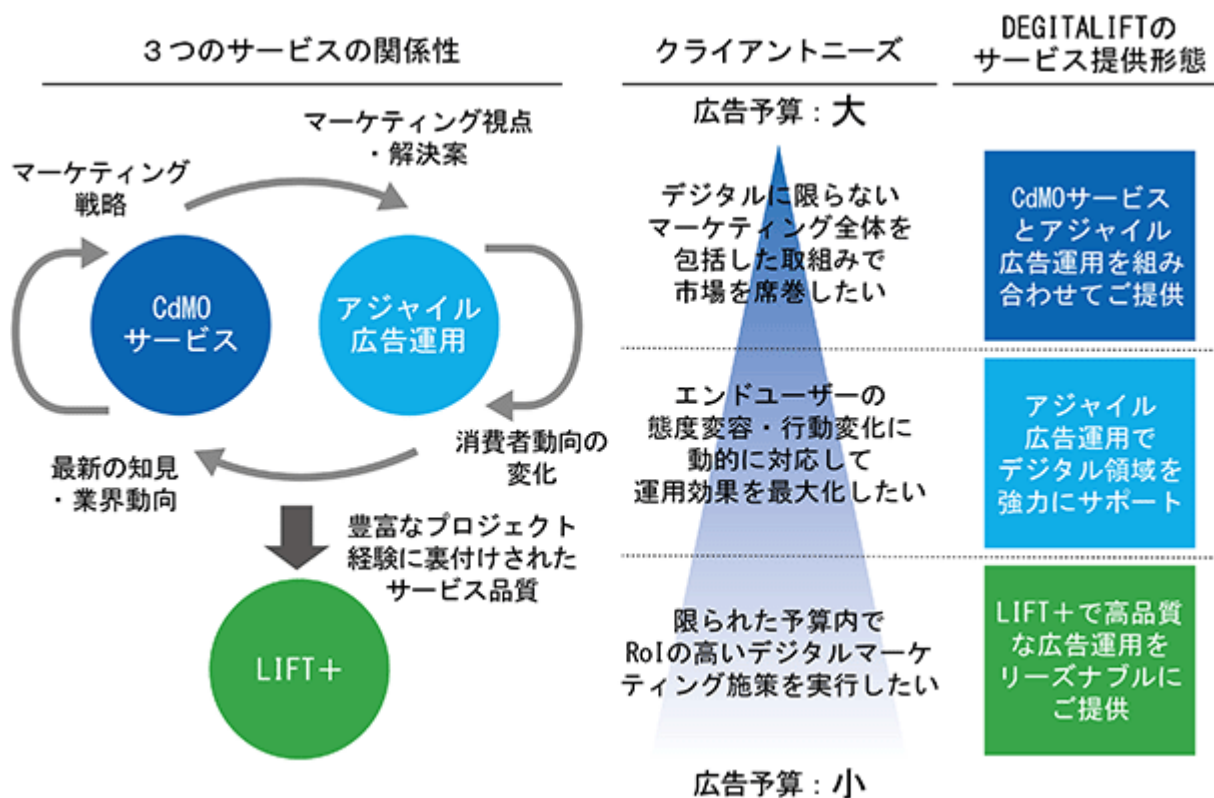 3つのサービスの関係性
マーケティング視点
・解決案
マーケティング
戦略
CdMO
サービス
アジャイル
広告運用
消費者動向の
変化
最新の知見
・業界動向
豊富なプロジェクト
経験に裏付けされた
サービス品質
LIFT＋
クライアントニーズ
広告予算：大
デジタルに限らない
マーケティング全体を
包括した取組みで
市場を席巻したい
エンドユーザーの
態度変容・行動変化に
動的に対応して
運用効果を最大化したい
限られた予算内で
RoIの高いデジタルマーケ
ティング施策を実行したい
広告予算：小
DEGITALIFTの
サービス提供形態
CdMOサービス
とアジャイル
広告運用を組み
合わせてご提供
アジャイル
広告運用で
デジタル領域を
強力にサポート
LIFT＋で高品質
な広告運用を
リーズナブルに
ご提供